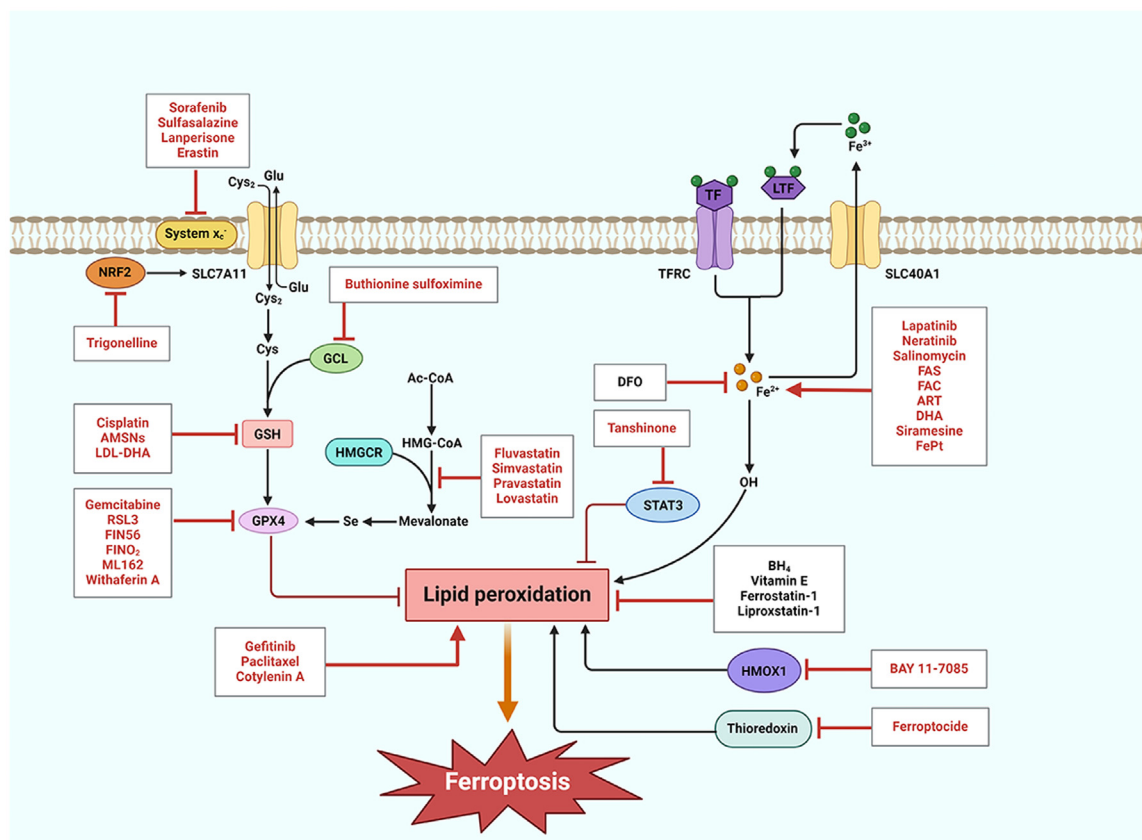 Sorafenib
Sulfasalazine
Lanperisone
Erastin
Cys₂
Glu
System xc⁻
NRF2
SLC7A11
Cys₂
Glu
Trigonelline
Buthionine sulfoximine
Cys
GCL
Cisplatin
AMSNs
LDL-DHA
GSH
Ac-CoA
HMG-CoA
HMGCR
Fluvastatin
Simvastatin
Pravastatin
Lovastatin
Gemcitabine
RSL3
FIN56
FINO₂
ML162
Withaferin A
GPX4
Se
Mevalonate
Fe³⁺
TF
LTF
TFRC
SLC40A1
DFO
Fe²⁺
Lapatinib
Neratinib
Salinomycin
FAS
FAC
ART
DHA
Siramesine
FePt
Tanshinone
STAT3
OH
Lipid peroxidation
BH₄
Vitamin E
Ferrostatin-1
Liproxstatin-1
Gefitinib
Paclitaxel
Cotylenin A
HMOX1
BAY 11-7085
Thioredoxin
Ferroptocide
Ferroptosis